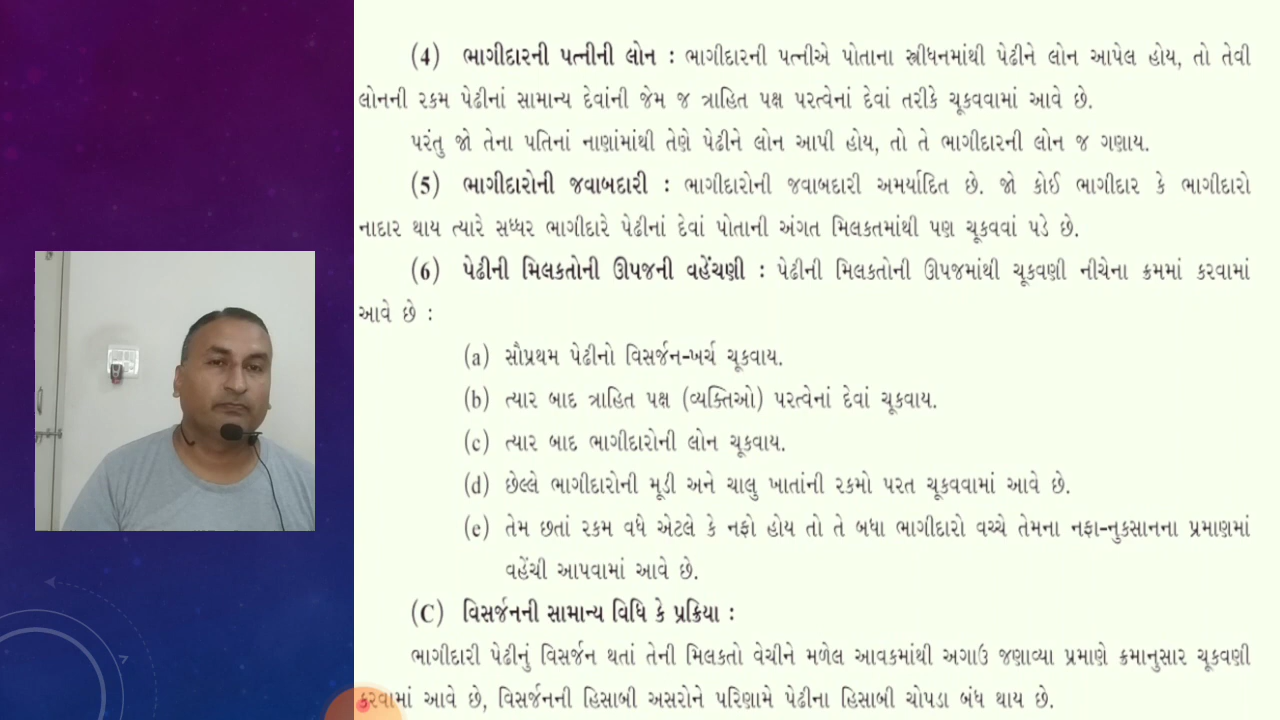 (4) ભાગીદારની પત્નીની લોન : ભાગીદારની પત્નીએ પોતાના સ્ત્રીધનમાંથી પેઢીને લોન આપેલ હોય, તો તેવી
લોનની રકમ પેઢીનાં સામાન્ય દેવાંની જેમ જ ત્રાહિત પક્ષ પરત્વેનાં દેવાં તરીકે ચૂકવવામાં આવે છે.
પરંતુ જો તેના પતિનાં નાણાંમાંથી તેણે પેઢીને લોન આપી હોય, તો તે ભાગીદારની લોન જ ગણાય.
(5) ભાગીદારોની જવાબદારી : ભાગીદારોની જવાબદારી અમર્યાદિત છે. જો કોઈ ભાગીદાર કે ભાગીદારો
નાદાર થાય ત્યારે સધ્ધર ભાગીદારે પેઢીનાં દેવાં પોતાની અંગત મિલકતમાંથી પણ ચૂકવવાં પડે છે.
(6) પેઢીની મિલકતોની ઊપજની વહેંચણી : પેઢીની મિલકતોની ઊપજમાંથી ચૂકવણી નીચેના ક્રમમાં કરવામાં
આવે છે :
(a) સૌપ્રથમ પેઢીનો વિસર્જન-ખર્ચ ચૂકવાય.
(b) ત્યાર બાદ ત્રાહિત પક્ષ (વ્યક્તિઓ) પરત્વેનાં દેવાં ચૂકવાય.
(c) ત્યાર બાદ ભાગીદારોની લોન ચૂકવાય.
(d) છેલ્લે ભાગીદારોની મૂડી અને ચાલુ ખાતાંની રકમો પરત ચૂકવવામાં આવે છે.
(e) તેમ છતાં રકમ વધે એટલે કે નફો હોય તો તે બધા ભાગીદારો વચ્ચે તેમના નફા-નુકસાનના પ્રમાણમાં
વહેંચી આપવામાં આવે છે.
(C) વિસર્જનની સામાન્ય વિધિ કે પ્રક્રિયા :
ભાગીદારી પેઢીનું વિસર્જન થતાં તેની મિલકતો વેચીને મળેલ આવકમાંથી અગાઉ જણાવ્યા પ્રમાણે ક્રમાનુસાર ચૂકવણી
કરવામાં આવે છે, વિસર્જનની હિસાબી અસરોને પરિણામે પેઢીના હિસાબી ચોપડા બંધ થાય છે.